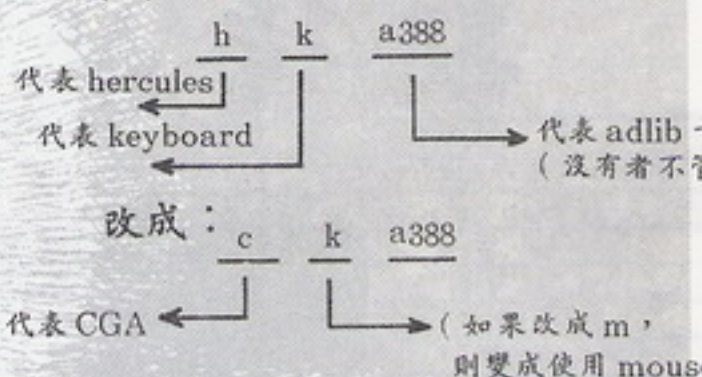 h k a388
代表 hercules
代表 keyboard
代表 adlib
( 沒有者不
改成：
c k a388
代表 CGA
( 如果改成 m，
則變成使用 mouse